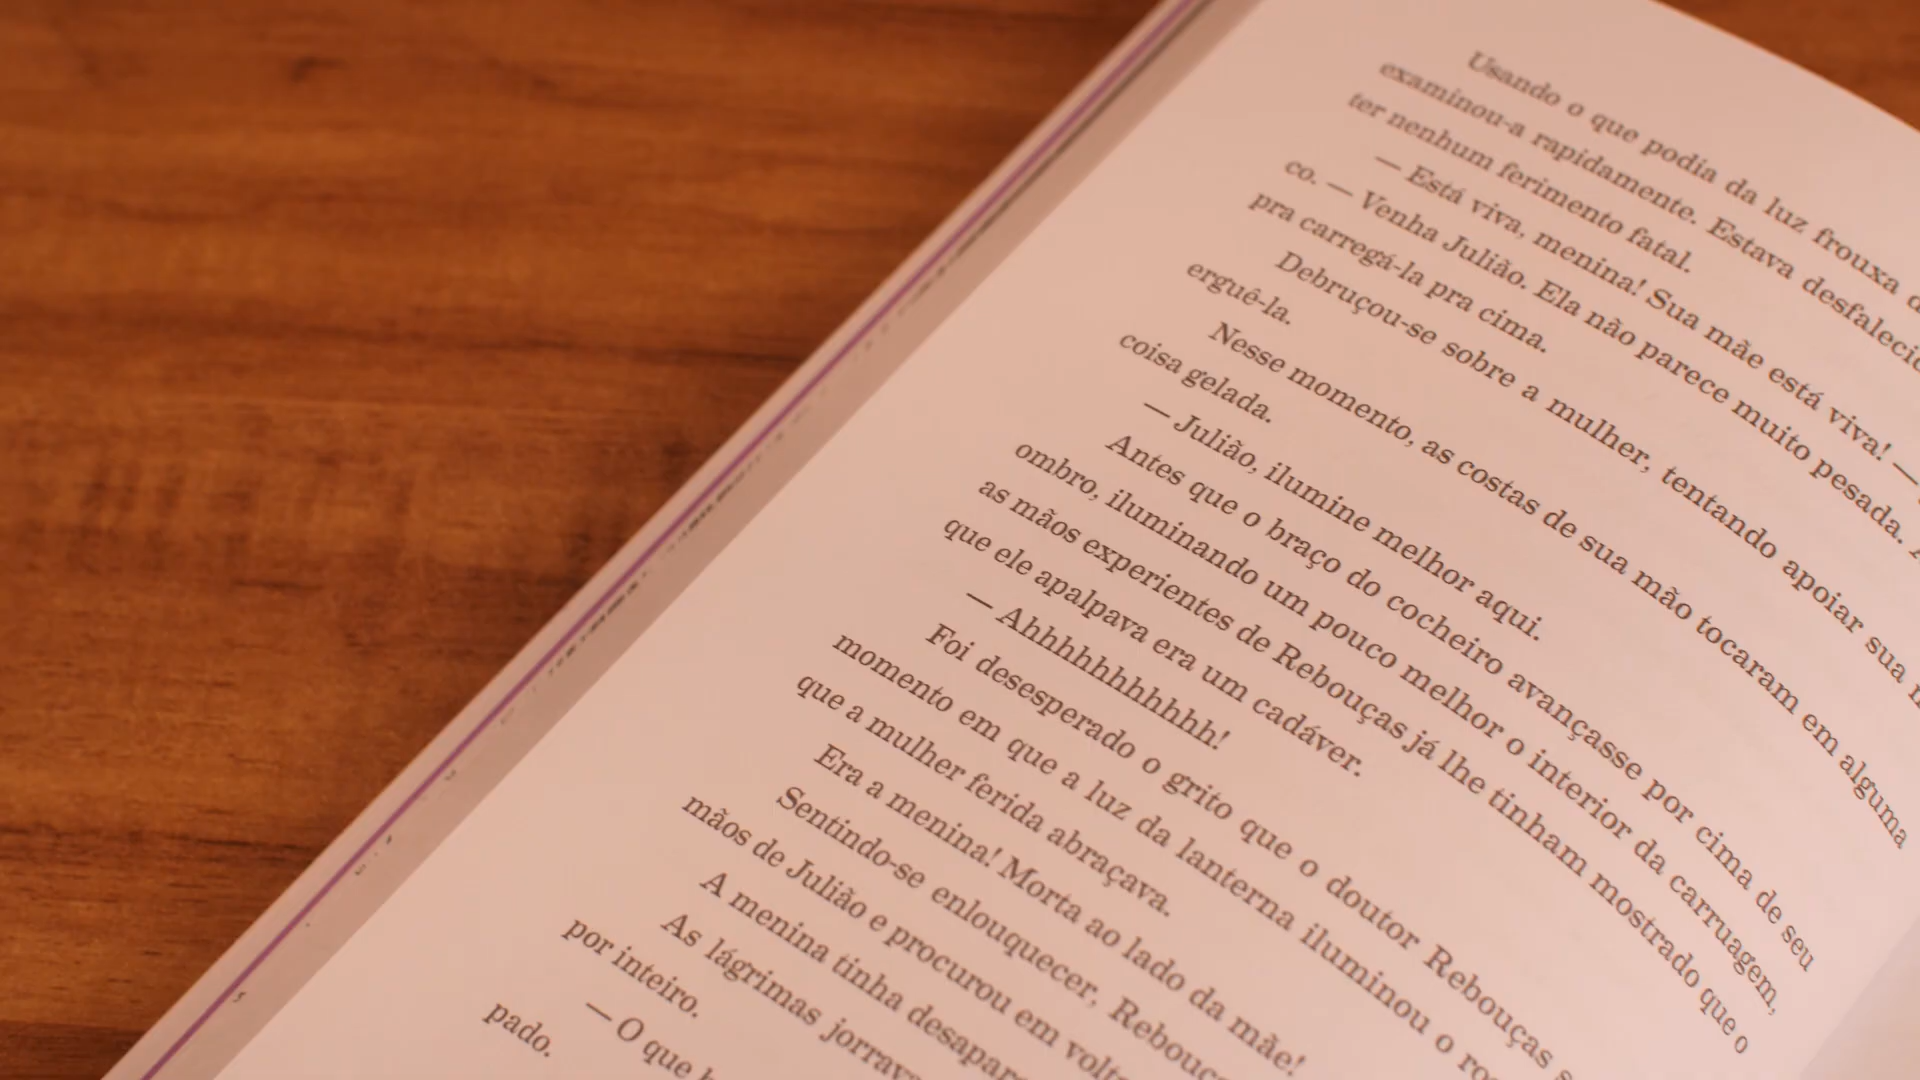 Usando o que podia da luz frouxa
examinou-a rapidamente. Estava
ter nenhum ferimento fatal.
— Está viva, menina! Sua mãe está viva! —
co. — Venha Julião. Ela não parece muito pesada.
pra carregá-la pra cima.
Debruçou-se sobre a mulher, tentando apoiar sua
erguê-la.
Nesse momento, as costas de sua mão tocaram em alguma
coisa gelada.
— Julião, ilumine melhor aqui.
Antes que o braço do cocheiro avançasse por cima de seu
ombro, iluminando um pouco melhor o interior da carruagem,
as mãos experientes de Rebouças já lhe tinham mostrado que o
que ele apalpava era um cadáver.
— Ahhhhhhhhhh!
Foi desesperado o grito que o doutor Rebouças
momento em que a luz da lanterna iluminou o
que a mulher ferida abraçava.
Era a menina! Morta ao lado da mãe!
Sentindo-se enlouquecer,
mãos de Julião e procurou em
A menina tinha
As lágrimas
por inteiro.
— O que
pado.